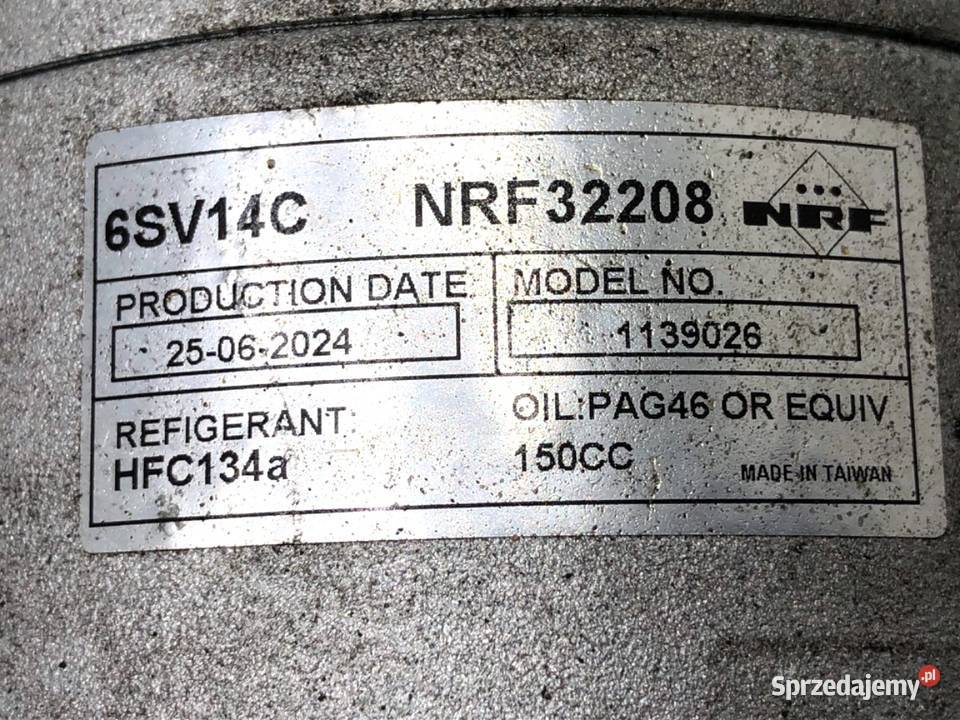 6SV14C NRF32208 NRF
PRODUCTION DATE MODEL NO.
25-06-2024 1139026
REFIGERANT: OIL:PAG46 OR EQUIV
HFC134a 150CC MADE IN TAIWAN
Sprzedajemy.pl